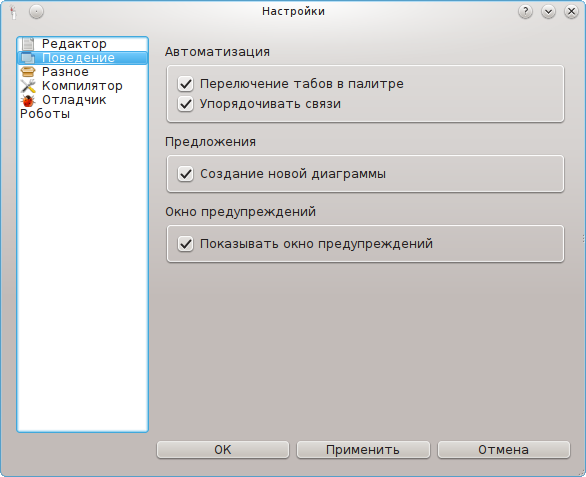 Настройки
Редактор
Поведение
Разное
Компилятор
Отладчик
Роботы
Автоматизация
Перелючение табов в палитре
Упорядочивать связи
Предложения
Создание новой диаграммы
Окно предупреждений
Показывать окно предупреждений
ОК
Применить
Отмена